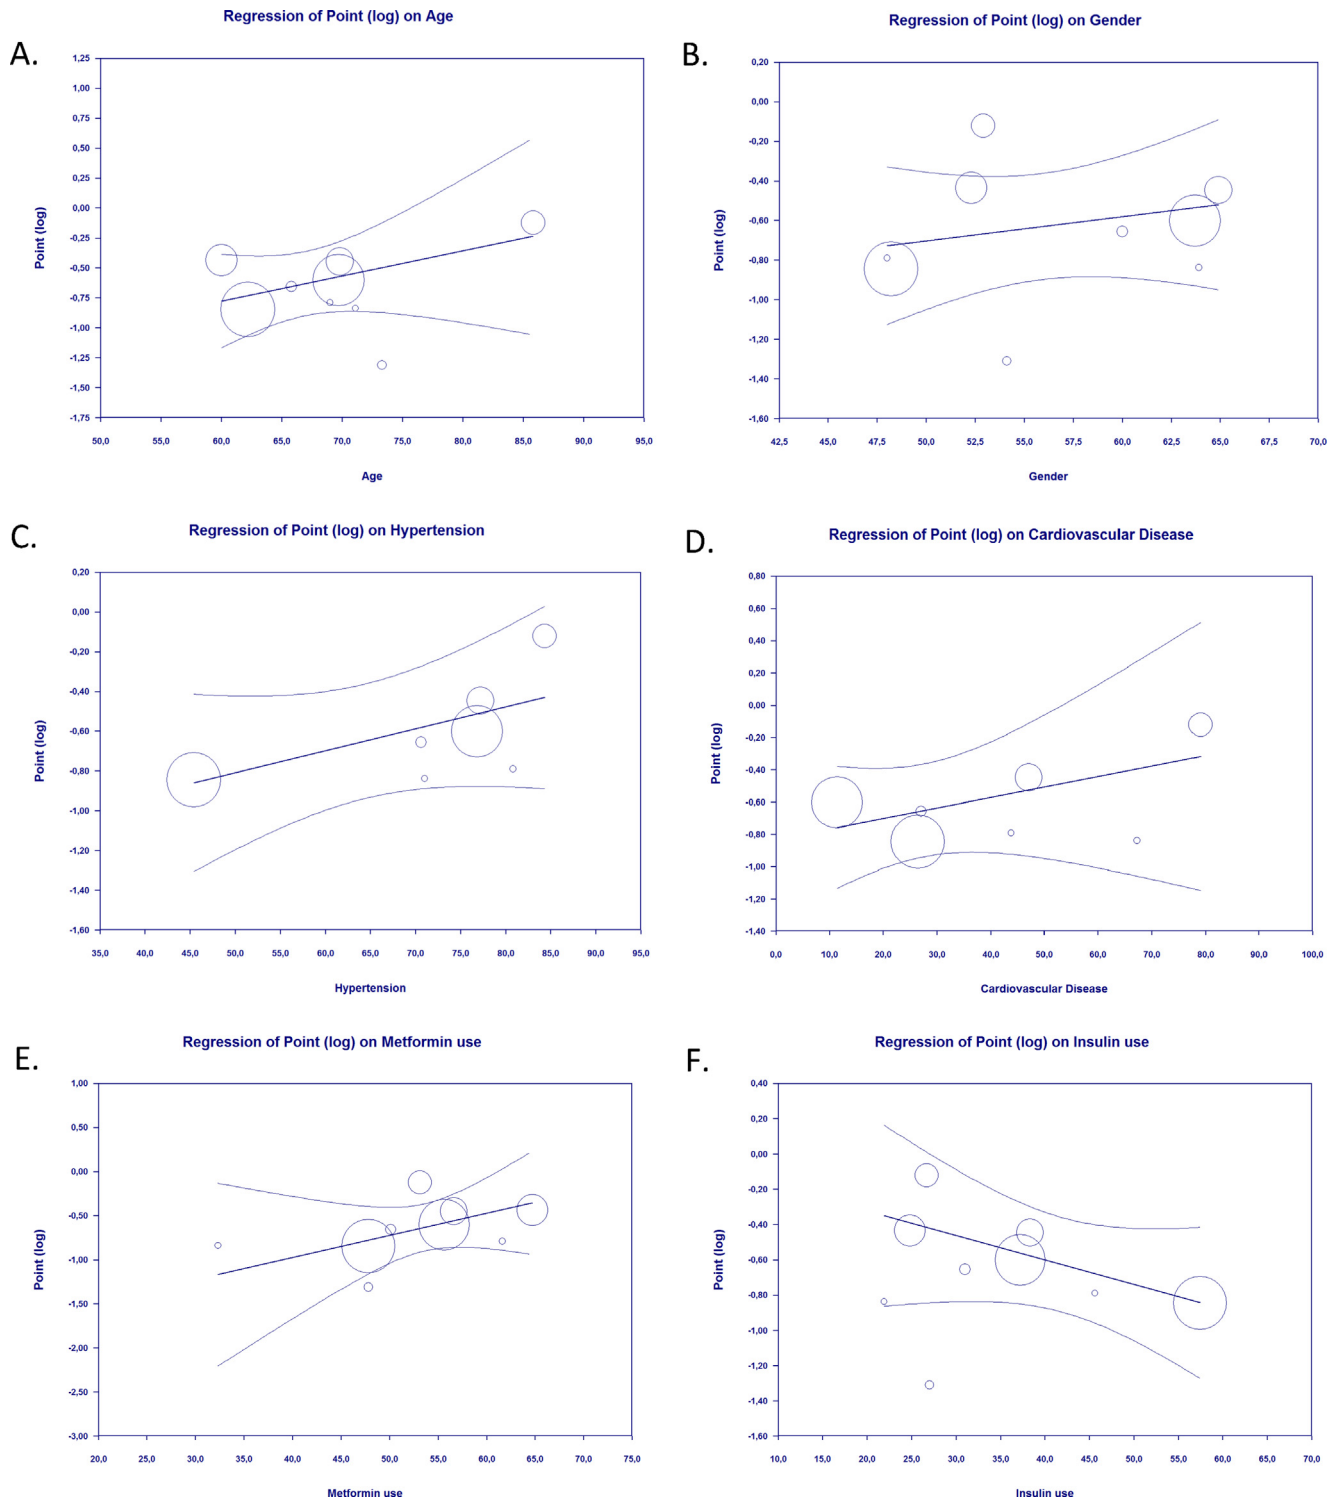 Regression of Point (log) on Age
A.
1,25
1,00
0,75
0,50
0,25
0,00
-0,25
-0,50
-0,75
-1,00
-1,25
-1,50
-1,75
Point (log)
50,0 55,0 60,0 65,0 70,0 75,0 80,0 85,0 90,0 95,0
Age
Regression of Point (log) on Gender
B.
0,20
0,00
-0,20
-0,40
-0,60
-0,80
-1,00
-1,20
-1,40
-1,60
Point (log)
42,5 45,0 47,5 50,0 52,5 55,0 57,5 60,0 62,5 65,0 67,5 70,0
Gender
Regression of Point (log) on Hypertension
C.
0,20
0,00
-0,20
-0,40
-0,60
-0,80
-1,00
-1,20
-1,40
-1,60
Point (log)
35,0 40,0 45,0 50,0 55,0 60,0 65,0 70,0 75,0 80,0 85,0 90,0 95,0
Hypertension
Regression of Point (log) on Cardiovascular Disease
D.
0,80
0,60
0,40
0,20
0,00
-0,20
-0,40
-0,60
-0,80
-1,00
-1,20
-1,40
Point (log)
0,0 10,0 20,0 30,0 40,0 50,0 60,0 70,0 80,0 90,0 100,0
Cardiovascular Disease
Regression of Point (log) on Metformin use
E.
1,00
0,50
0,00
-0,50
-1,00
-1,50
-2,00
-2,50
-3,00
Point (log)
20,0 25,0 30,0 35,0 40,0 45,0 50,0 55,0 60,0 65,0 70,0 75,0
Metformin use
Regression of Point (log) on Insulin use
F.
0,40
0,20
0,00
-0,20
-0,40
-0,60
-0,80
-1,00
-1,20
-1,40
-1,60
Point (log)
10,0 15,0 20,0 25,0 30,0 35,0 40,0 45,0 50,0 55,0 60,0 65,0 70,0
Insulin use